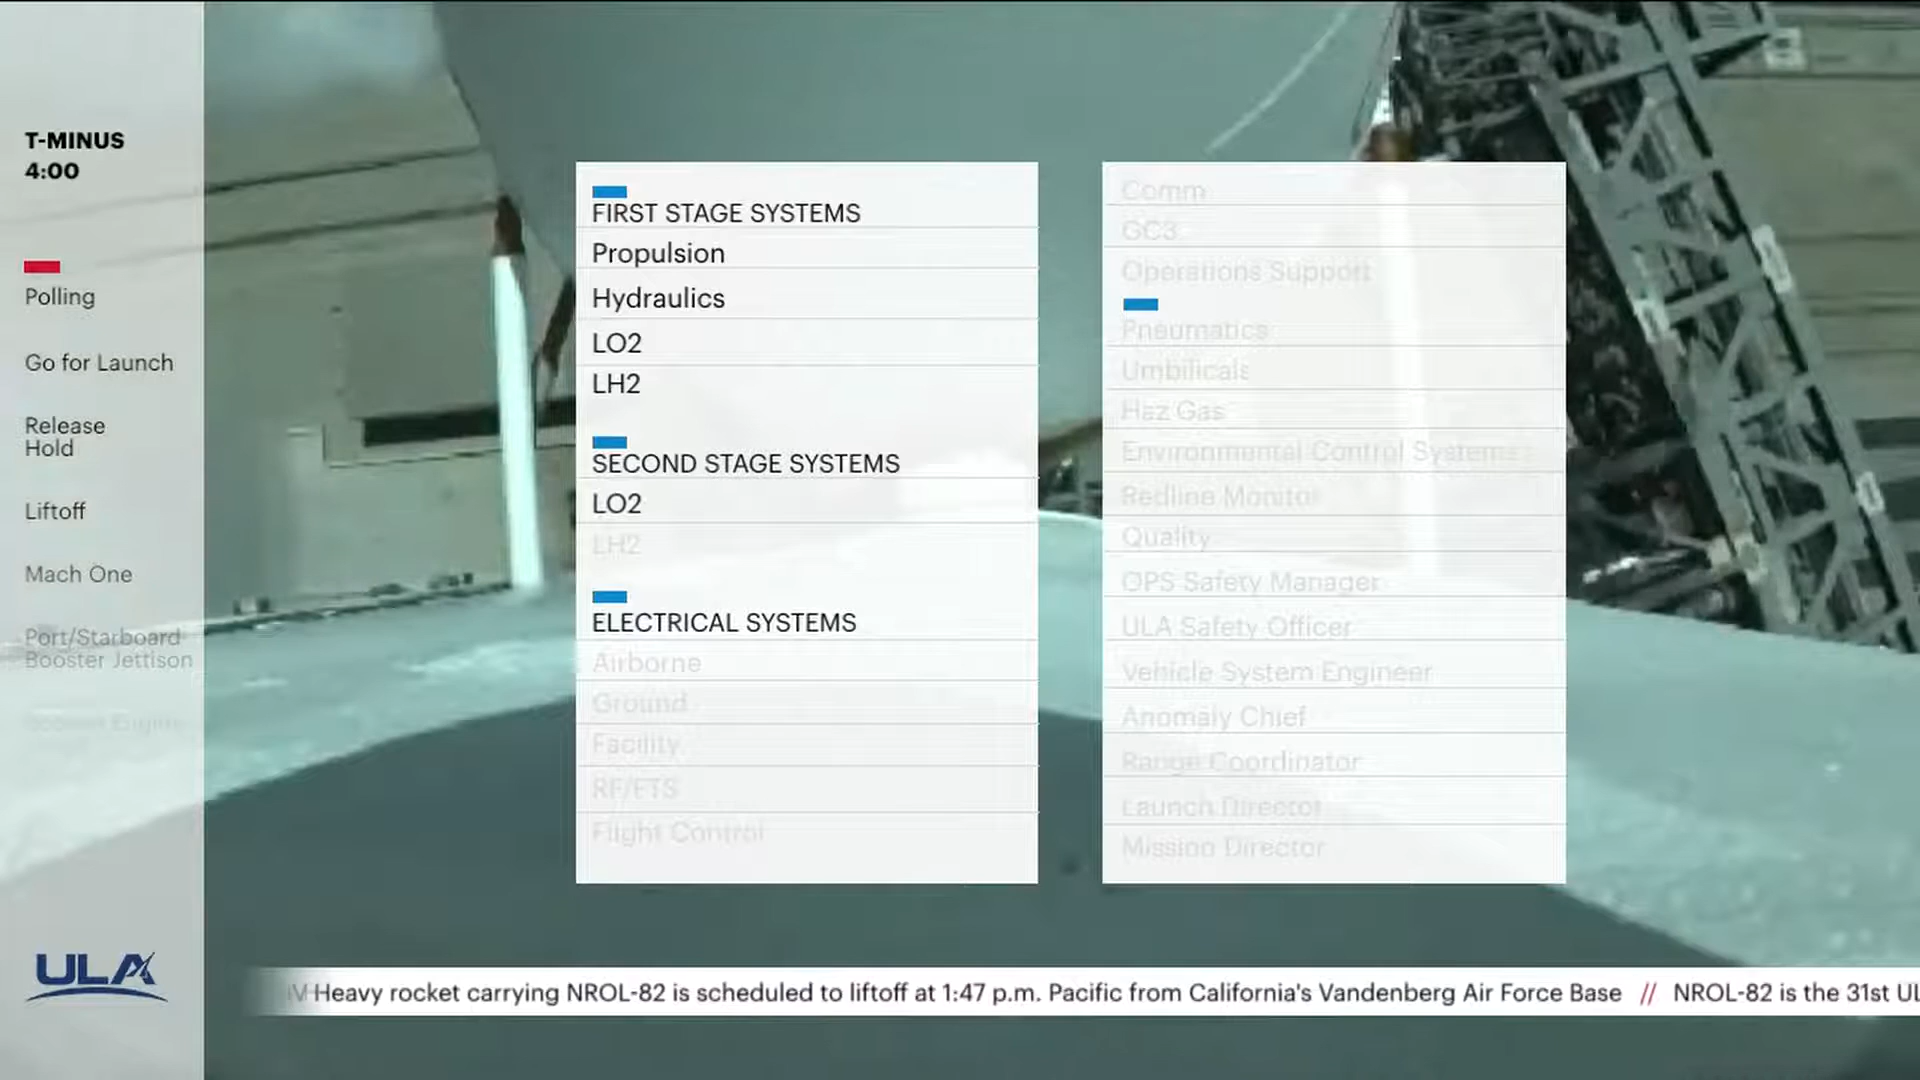 T-MINUS
4:00
Polling
Go for Launch
Release
Hold
Liftoff
Mach One
Port/Starboard
Booster Jettison
ULA
FIRST STAGE SYSTEMS
Propulsion
Hydraulics
LO2
LH2
SECOND STAGE SYSTEMS
LO2
LH2
ELECTRICAL SYSTEMS
Airborne
Ground
Facility
RF/FTS
Flight Control
Comm
GC3
Operations Support
Pneumatics
Umbilicals
Haz Gas
Environmental Control Systems
Redline Monitor
Quality
OPS Safety Manager
ULA Safety Officer
Vehicle System Engineer
Anomaly Chief
Range Coordinator
Launch Director
Mission Director
Heavy rocket carrying NROL-82 is scheduled to liftoff at 1:47 p.m. Pacific from California's Vandenberg Air Force Base // NROL-82 is the 31st